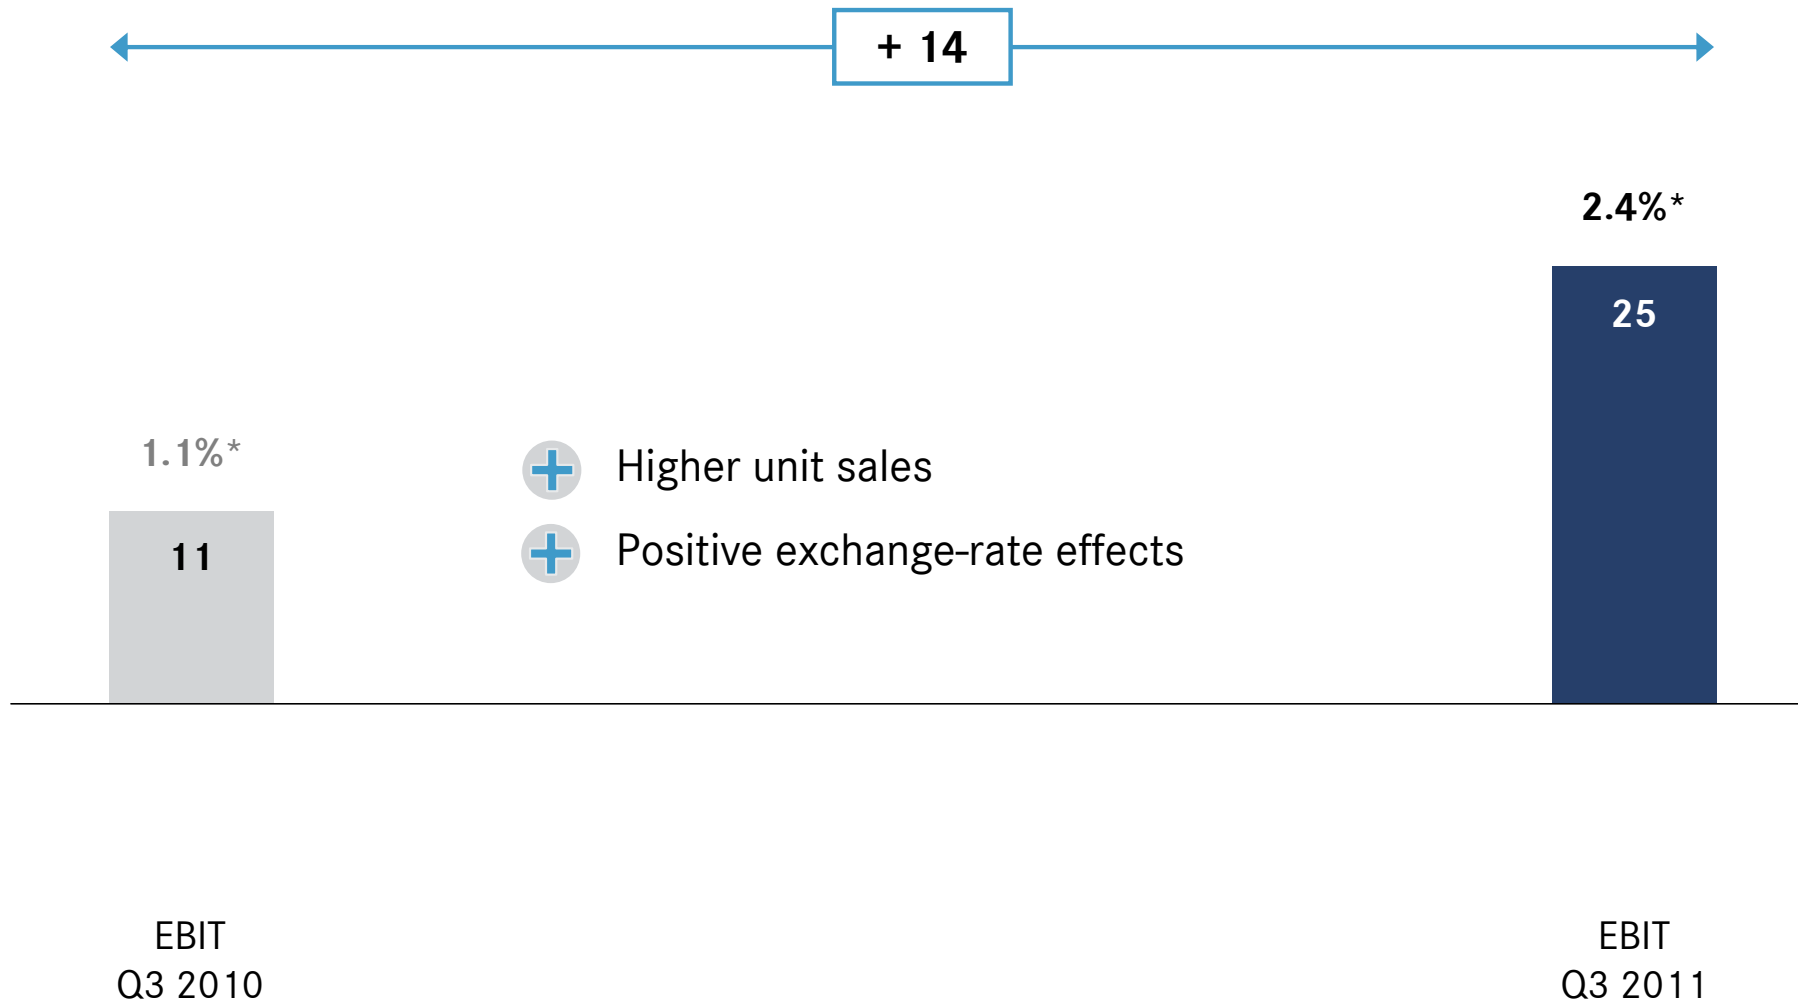 + 14
2.4%*
25
1.1%*
11
Higher unit sales
Positive exchange-rate effects
EBIT
Q3 2010
EBIT
Q3 2011